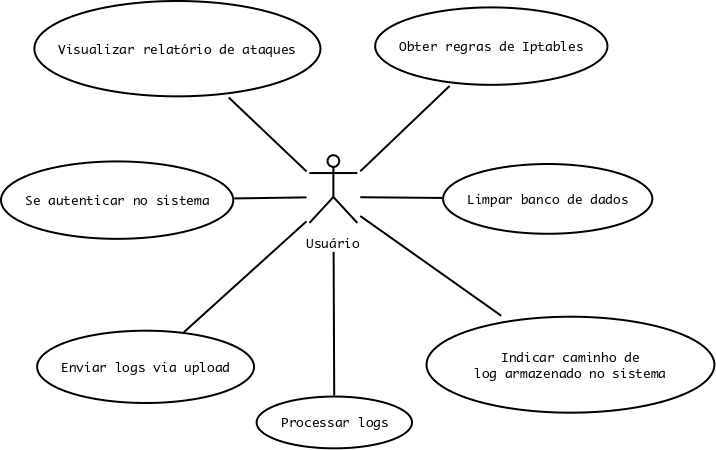 Visualizar relatório de ataques
Obter regras de Iptables
Se autenticar no sistema
Limpar banco de dados
Usuário
Enviar logs via upload
Indicar caminho de
log armazenado no sistema
Processar logs